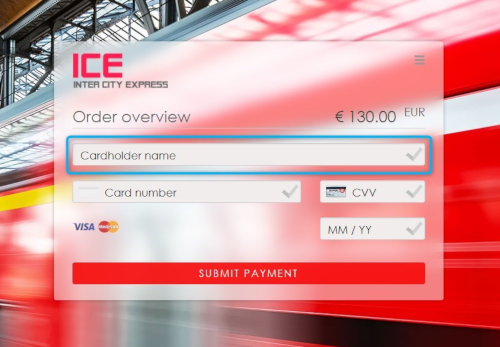 ICE
INTER CITY EXPRESS
Order overview € 130.00 EUR
Cardholder name
Card number CVV
VISA MM / YY
SUBMIT PAYMENT